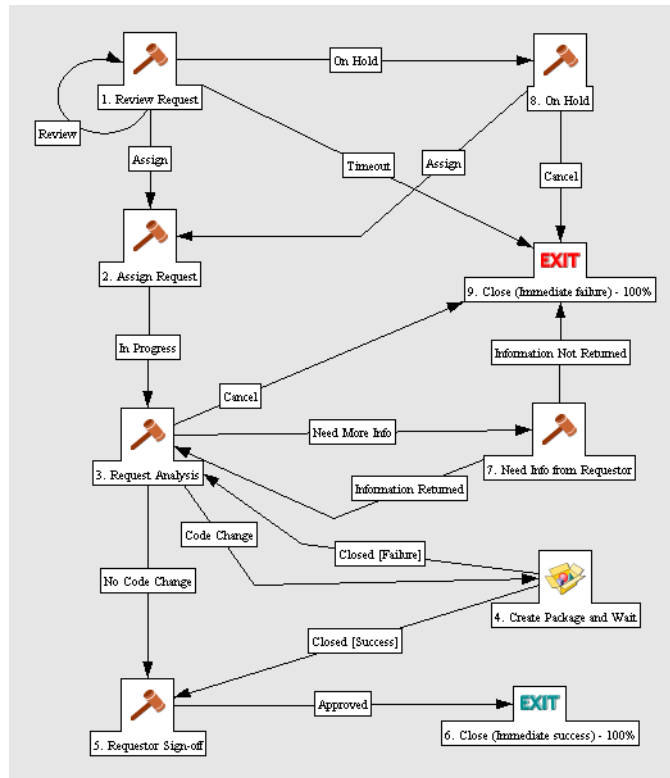 On Hold
1. Review Request
8. On Hold
Review
Assign
Timeout
Assign
Cancel
EXIT
2. Assign Request
9. Close (Immediate failure) - 100%
In Progress
Information Not Returned
Cancel
Need More Info
3. Request Analysis
7. Need Info from Requestor
Information Returned
Code Change
Closed [Failure]
No Code Change
4. Create Package and Wait
Closed [Success]
EXIT
Approved
5. Requestor Sign-off
6. Close (Immediate success) - 100%